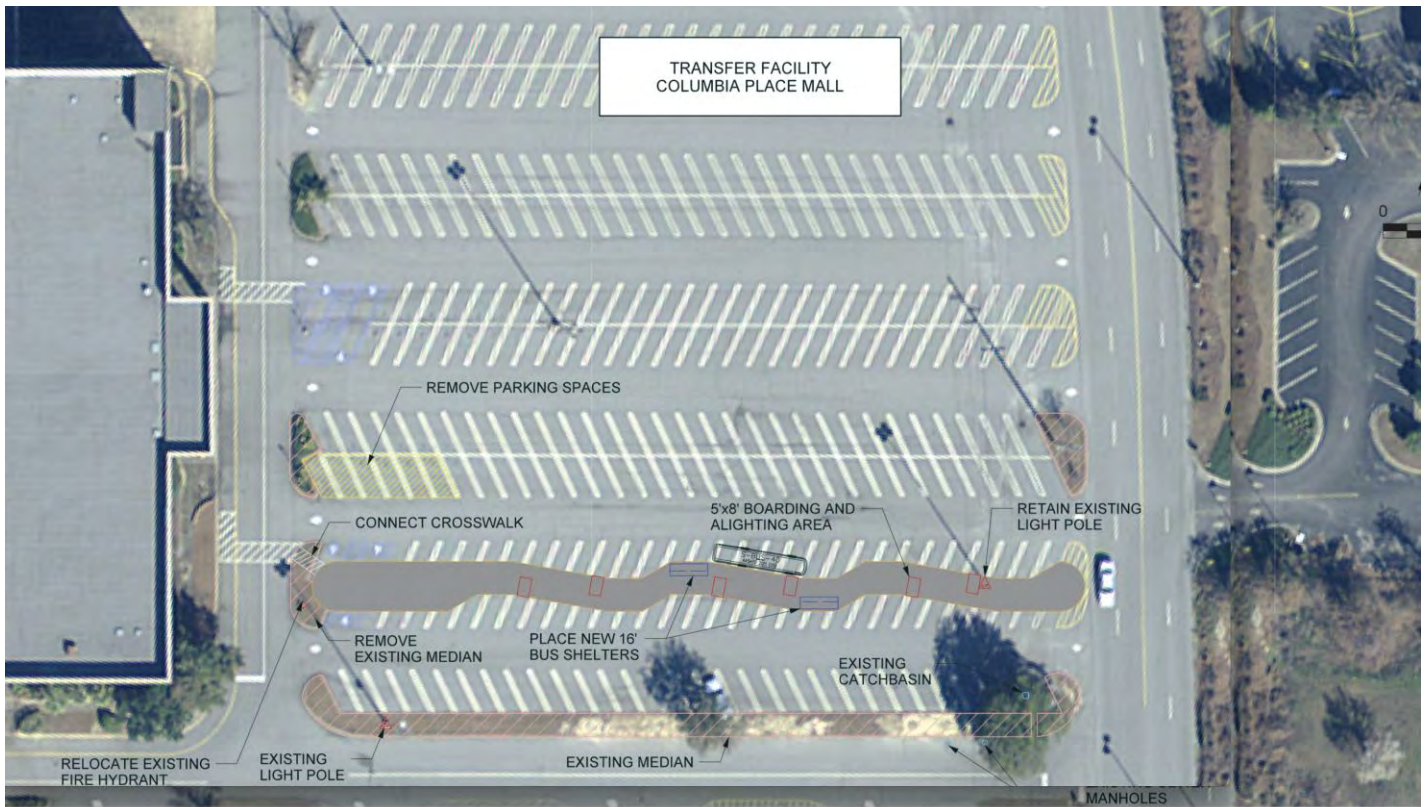 TRANSFER FACILITY
COLUMBIA PLACE MALL
0
REMOVE PARKING SPACES
CONNECT CROSSWALK
5'x8' BOARDING AND
ALIGHTING AREA
RETAIN EXISTING
LIGHT POLE
REMOVE
EXISTING MEDIAN
PLACE NEW 16'
BUS SHELTERS
EXISTING
CATCHBASIN
RELOCATE EXISTING
FIRE HYDRANT
EXISTING
LIGHT POLE
EXISTING MEDIAN
MANHOLES